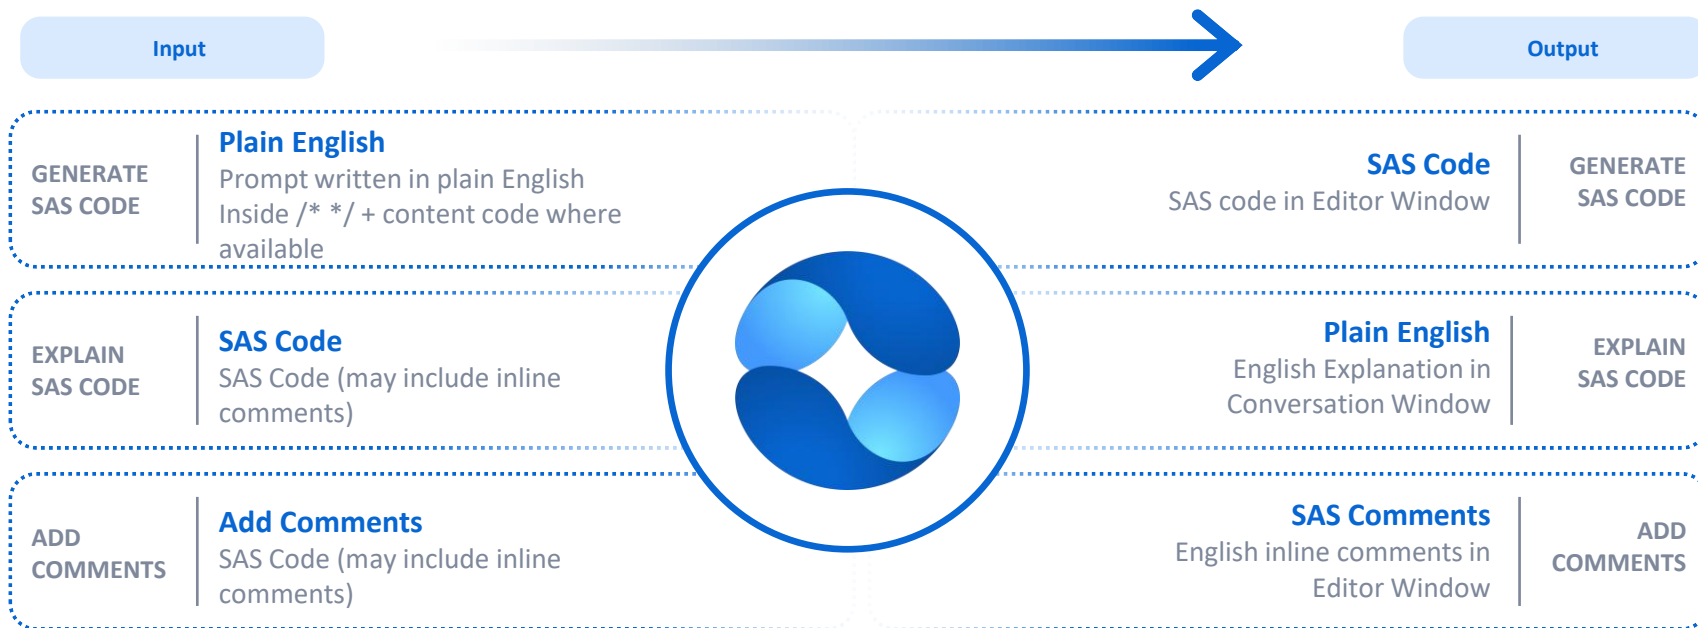 Input
Output
GENERATE
SAS CODE
Plain English
Prompt written in plain English
Inside /* */ + content code where
available
SAS Code
SAS code in Editor Window
GENERATE
SAS CODE
EXPLAIN
SAS CODE
SAS Code
SAS Code (may include inline
comments)
Plain English
English Explanation in
Conversation Window
EXPLAIN
SAS CODE
ADD
COMMENTS
Add Comments
SAS Code (may include inline
comments)
SAS Comments
English inline comments in
Editor Window
ADD
COMMENTS